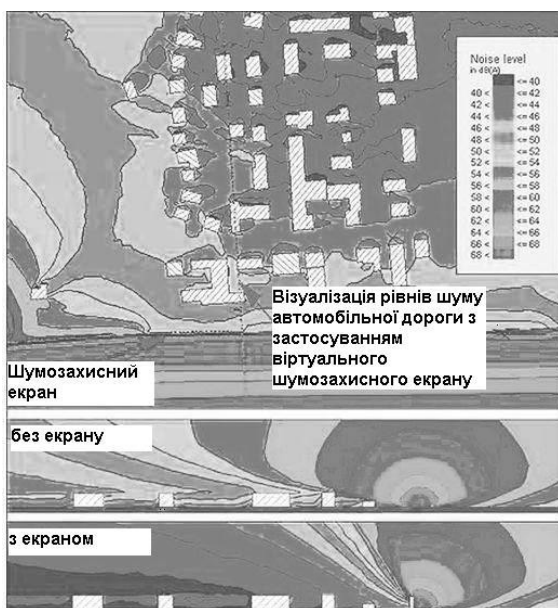 Noise level
in dB(A)
<= 40
40 < <= 42
42 < <= 44
44 < <= 46
46 < <= 48
48 < <= 50
50 < <= 52
52 < <= 54
54 < <= 56
56 < <= 58
58 < <= 60
60 < <= 62
62 < <= 64
64 < <= 66
66 < <= 68
68 <
Візуалізація рівнів шуму
автомобільної дороги з
застосуванням
віртуального
шумозахисного екрану
Шумозахисний
екран
без екрану
з екраном